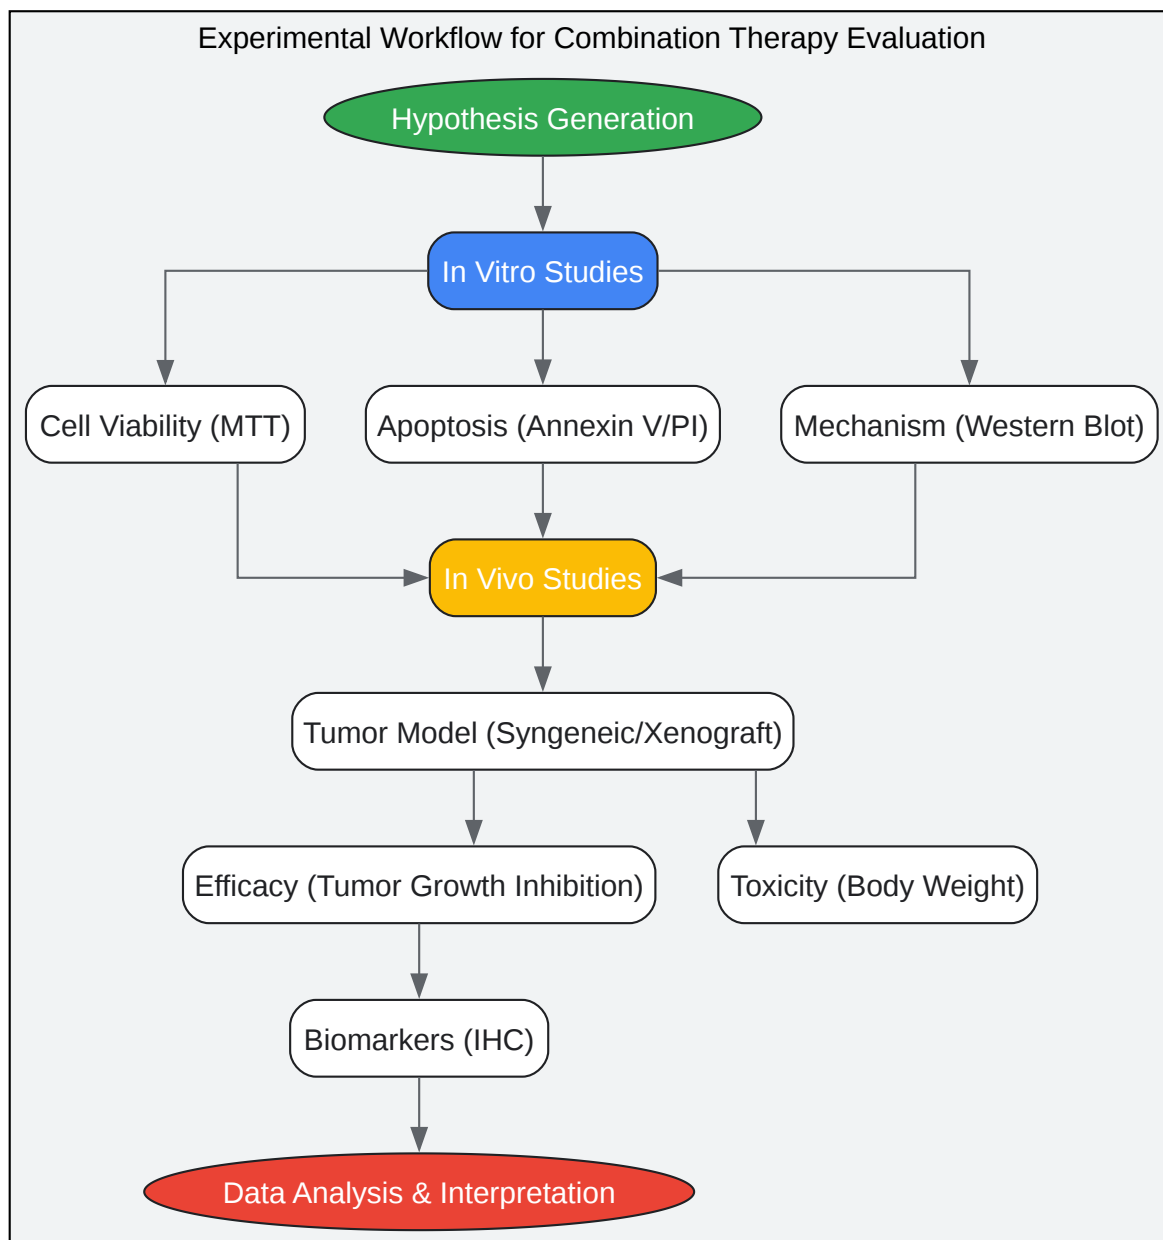 Experimental Workflow for Combination Therapy Evaluation
Hypothesis Generation
In Vitro Studies
Cell Viability (MTT)
Apoptosis (Annexin V/PI)
Mechanism (Western Blot)
In Vivo Studies
Tumor Model (Syngeneic/Xenograft)
Efficacy (Tumor Growth Inhibition)
Toxicity (Body Weight)
Biomarkers (IHC)
Data Analysis & Interpretation